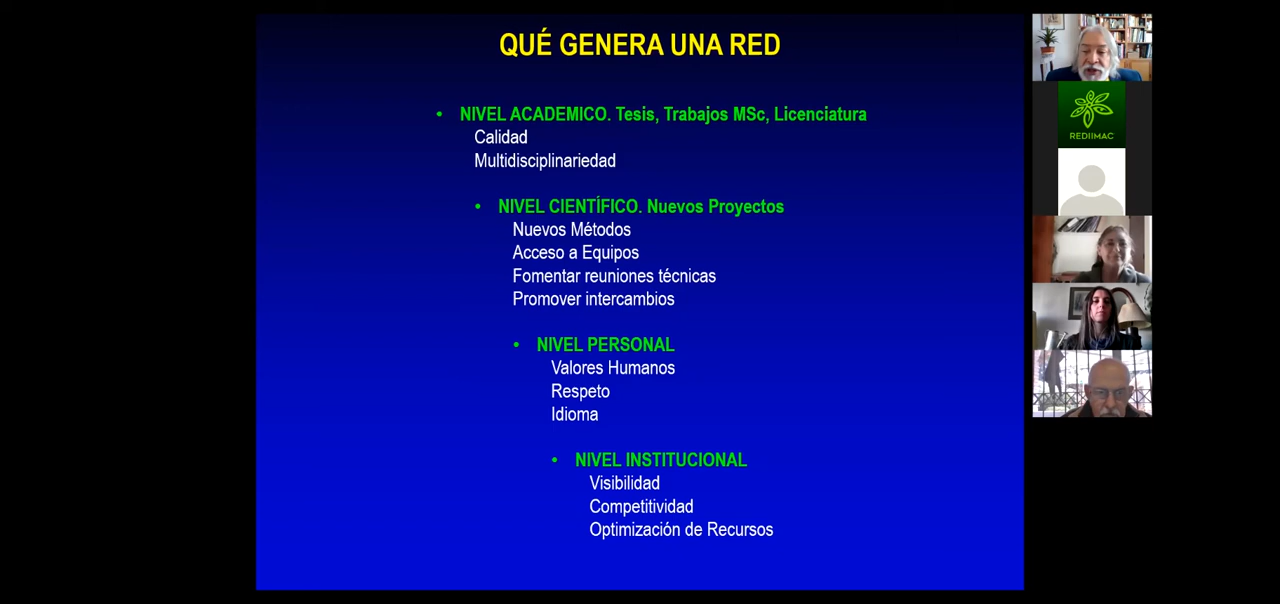 QUÉ GENERA UNA RED
• NIVEL ACADEMICO. Tesis, Trabajos MSc, Licenciatura
Calidad
Multidisciplinariedad
• NIVEL CIENTÍFICO. Nuevos Proyectos
Nuevos Métodos
Acceso a Equipos
Fomentar reuniones técnicas
Promover intercambios
• NIVEL PERSONAL
Valores Humanos
Respeto
Idioma
• NIVEL INSTITUCIONAL
Visibilidad
Competitividad
Optimización de Recursos
REDIIMAC